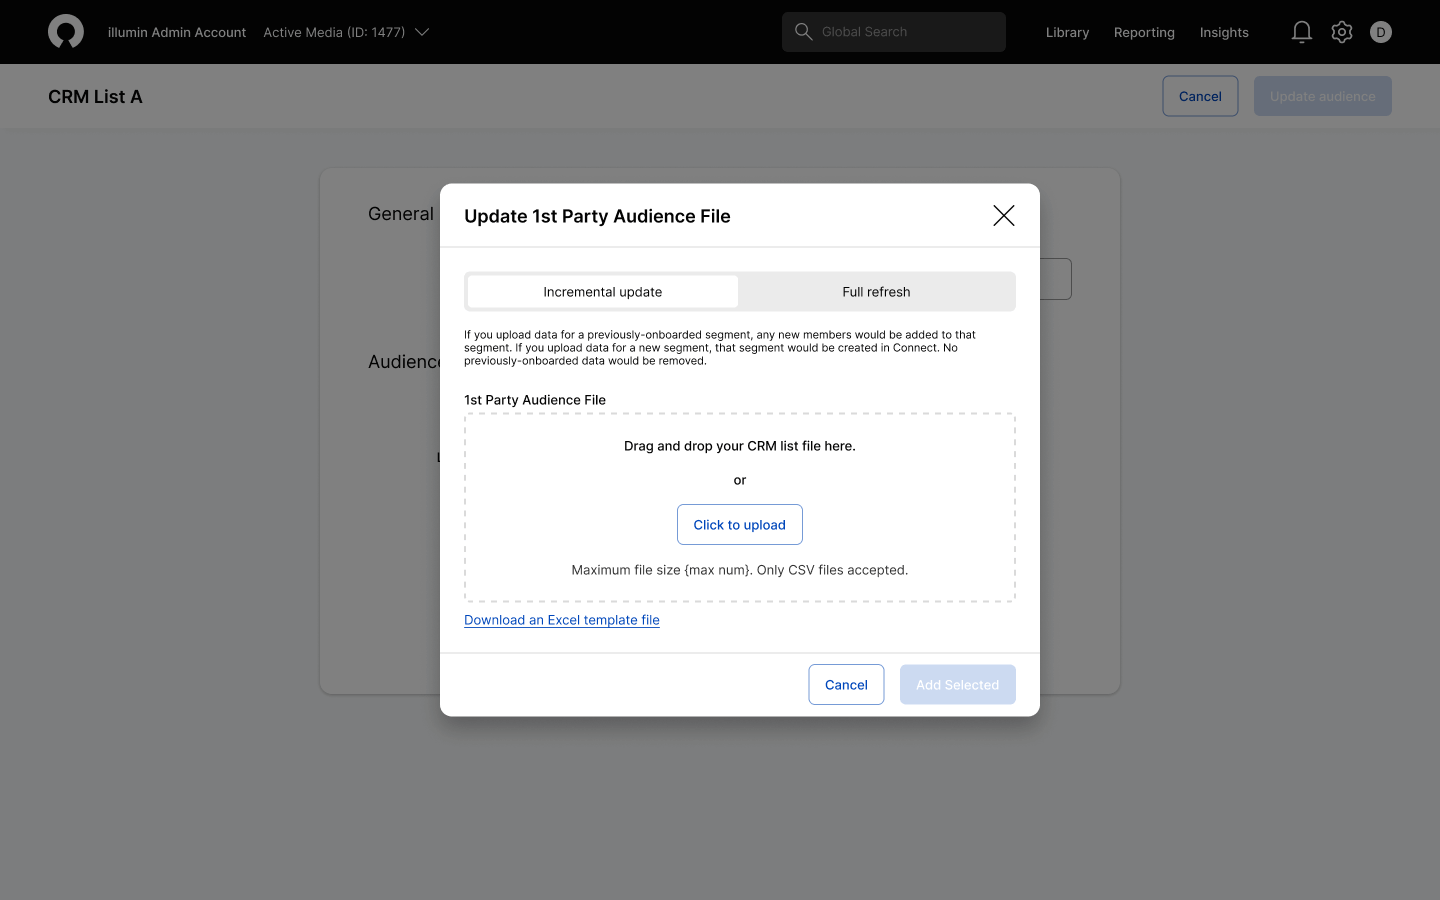 illumin Admin Account
Active Media (ID: 1477)
Global Search
Library
Reporting
Insights
D
CRM List A
Cancel
Update audience
General
Audience
Update 1st Party Audience File
Incremental update
Full refresh
If you upload data for a previously-onboarded segment, any new members would be added to that
segment. If you upload data for a new segment, that segment would be created in Connect. No
previously-onboarded data would be removed.
1st Party Audience File
Drag and drop your CRM list file here.
or
Click to upload
Maximum file size {max num}. Only CSV files accepted.
Download an Excel template file
Cancel
Add Selected